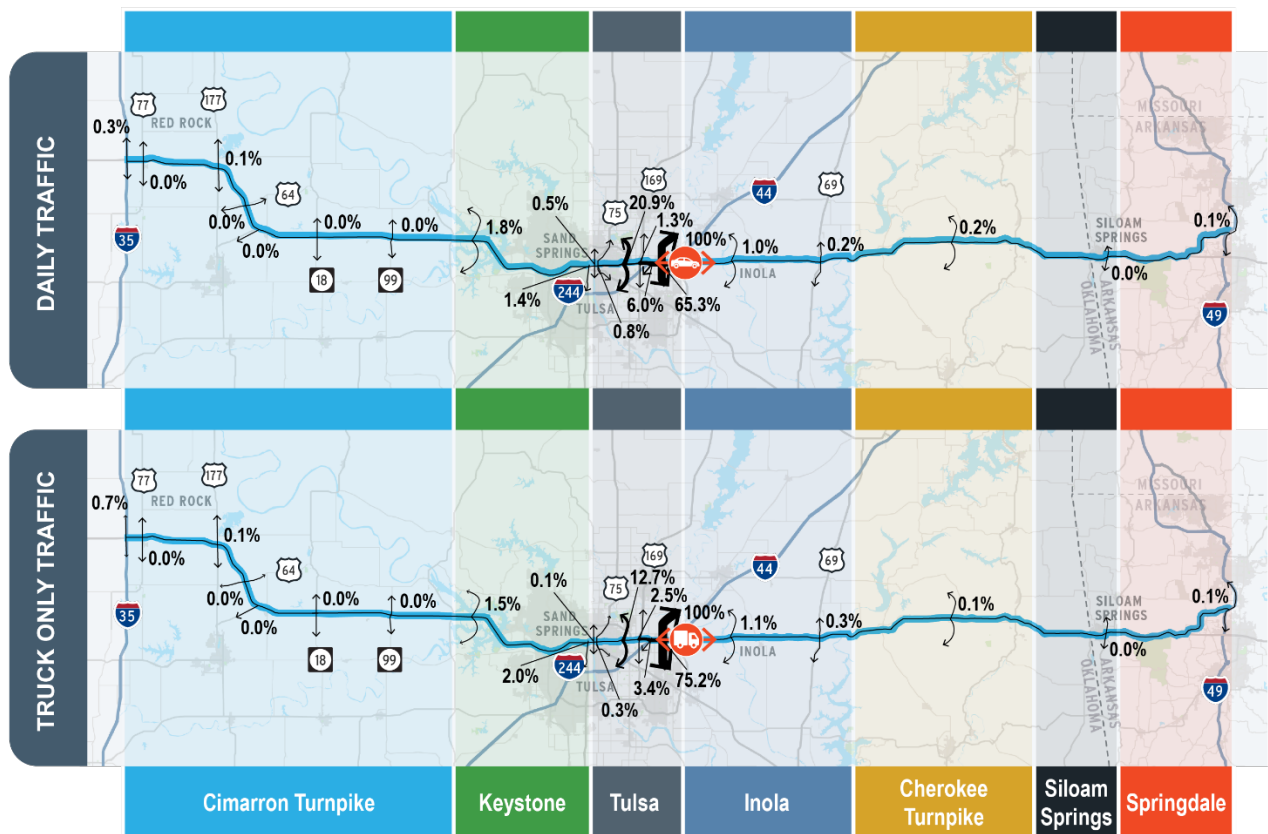 DAILY TRAFFIC
77
177
RED ROCK
0.3%
0.1%
0.0%
64
0.0%
0.0%
0.0%
0.0%
35
18
99
1.8%
SAND
SPRINGS
1.4%
244
TULSA
0.5%
75
169
20.9%
1.3%
100%
6.0%
0.8%
65.3%
44
1.0%
INOLA
69
0.2%
0.2%
SILOAM
SPRINGS
0.0%
OKLAHOMA
ARKANSAS
MISSOURI
ARKANSAS
0.1%
49
TRUCK ONLY TRAFFIC
77
177
RED ROCK
0.7%
0.1%
0.0%
64
0.0%
0.0%
0.0%
0.0%
35
18
99
1.5%
SAND
SPRINGS
2.0%
244
TULSA
0.1%
75
169
12.7%
2.5%
100%
3.4%
0.3%
75.2%
44
1.1%
INOLA
69
0.3%
0.1%
SILOAM
SPRINGS
0.0%
OKLAHOMA
ARKANSAS
MISSOURI
ARKANSAS
0.1%
49
Cimarron Turnpike
Keystone
Tulsa
Inola
Cherokee
Turnpike
Siloam
Springs
Springdale